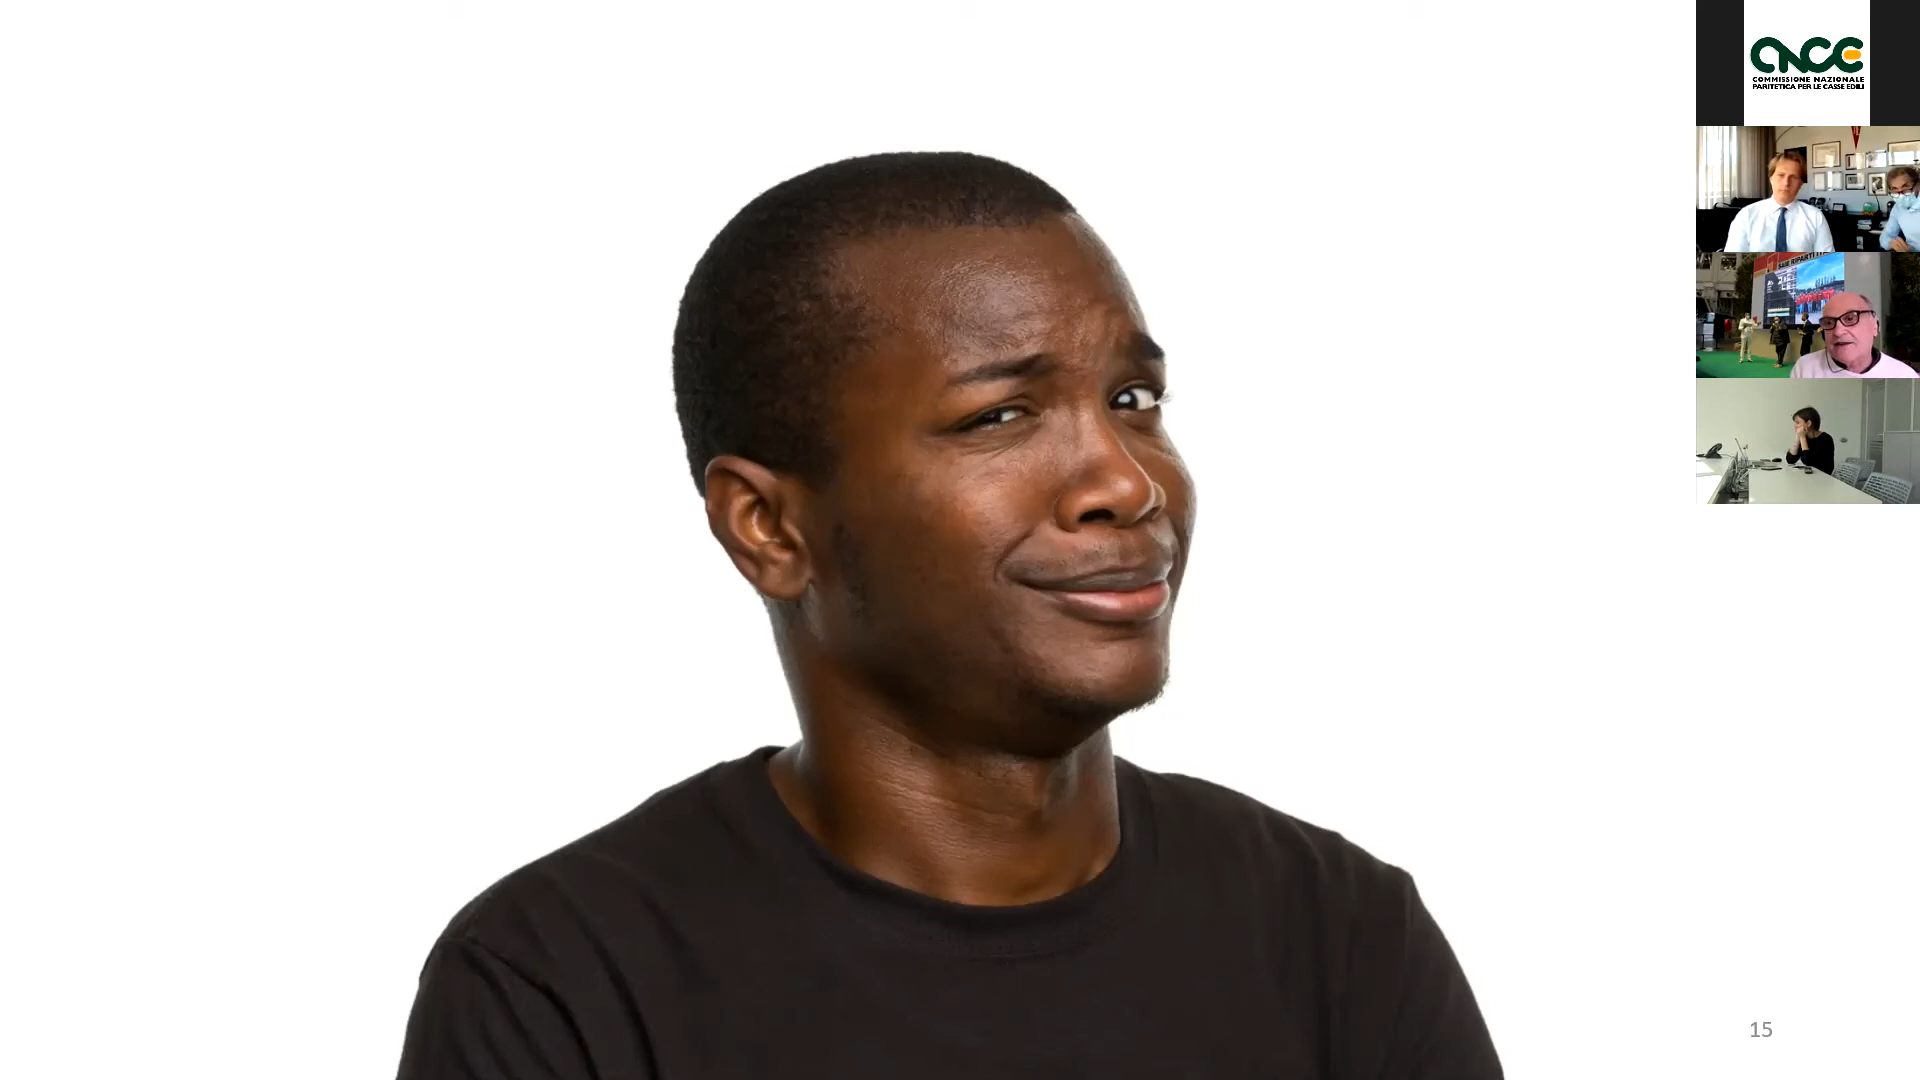 CNCE
COMMISSIONE NAZIONALE
PARITETICA PER LE CASSE EDILI
15